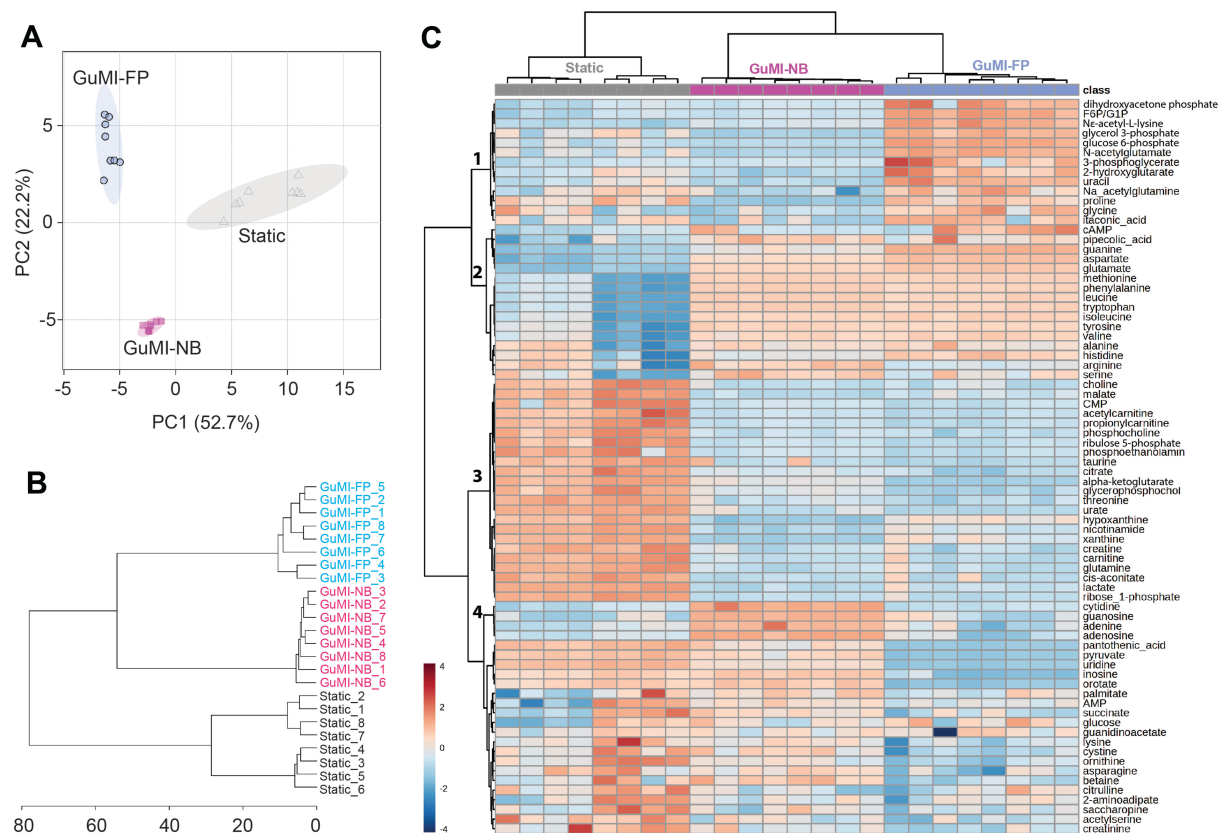 A
GuMI-FP
Static
GuMI-NB
5
0
-5
-5
-5
0
5
10
15
PC2 (22.2%)
PC1 (52.7%)
B
GuMI-FP_5
GuMI-FP_2
GuMI-FP_1
GuMI-FP_8
GuMI-FP_7
GuMI-FP_6
GuMI-FP_4
GuMI-FP_3
GuMI-NB_3
GuMI-NB_2
GuMI-NB_7
GuMI-NB_5
GuMI-NB_4
GuMI-NB_8
GuMI-NB_1
GuMI-NB_6
Static_2
Static_1
Static_8
Static_7
Static_4
Static_3
Static_5
Static_6
80
60
40
20
0
C
Static
GuMI-NB
GuMI-FP
class
1
2
3
4
dihydroxyacetone phosphate
F6P/G1P
Nε-acetyl-L-lysine
glycerol 3-phosphate
glucose 6-phosphate
N-acetylglutamate
3-phosphoglycerate
2-hydroxyglutarate
uracil
Na_acetylglutamine
proline
glycine
itaconic_acid
cAMP
pipecolic_acid
guanine
aspartate
glutamate
methionine
phenylalanine
leucine
tryptophan
isoleucine
tyrosine
valine
alanine
histidine
arginine
serine
choline
malate
CMP
acetylcarnitine
propionylcarnitine
phosphocholine
ribulose 5-phosphate
phosphoethanolamin
taurine
citrate
alpha-ketoglutarate
glycerophosphochol
threonine
urate
hypoxanthine
nicotinamide
xanthine
creatine
carnitine
glutamine
cis-aconitate
lactate
ribose_1-phosphate
cytidine
guanosine
adenine
adenosine
pantothenic_acid
pyruvate
uridine
inosine
orotate
palmitate
AMP
succinate
glucose
guanidinoacetate
lysine
cystine
ornithine
asparagine
betaine
citrulline
2-aminoadipate
saccharopine
acetylserine
creatinine
4
2
0
-2
-4